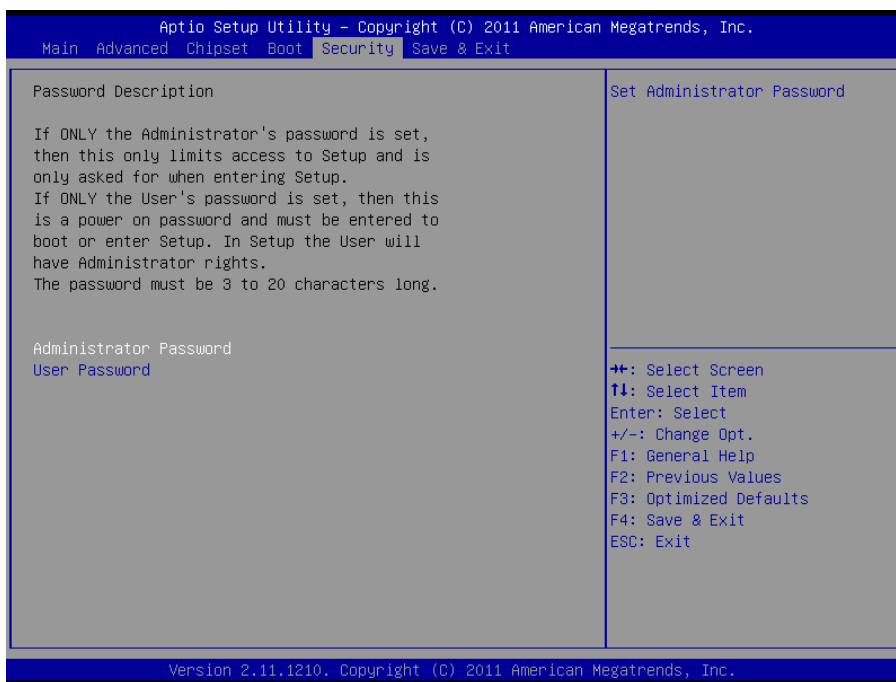 Aptio Setup Utility – Copyright (C) 2011 American Megatrends, Inc.
Main Advanced Chipset Boot Security Save & Exit
Password Description
If ONLY the Administrator's password is set,
then this only limits access to Setup and is
only asked for when entering Setup.
If ONLY the User's password is set, then this
is a power on password and must be entered to
boot or enter Setup. In Setup the User will
have Administrator rights.
The password must be 3 to 20 characters long.
Administrator Password
User Password
Set Administrator Password
→←: Select Screen
↑↓: Select Item
Enter: Select
+/-: Change Opt.
F1: General Help
F2: Previous Values
F3: Optimized Defaults
F4: Save & Exit
ESC: Exit
Version 2.11.1210. Copyright (C) 2011 American Megatrends, Inc.